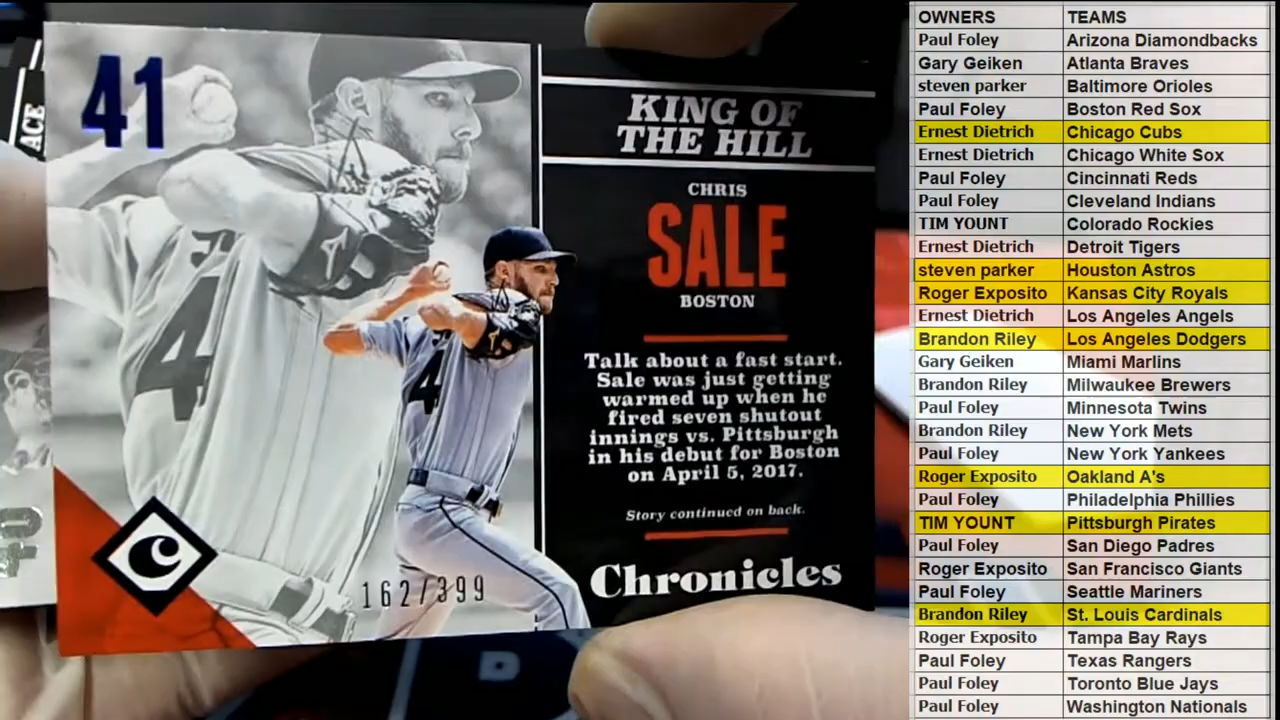 ACE
41
KING OF
THE HILL
CHRIS
SALE
BOSTON
Talk about a fast start.
Sale was just getting
warmed up when he
fired seven shutout
innings vs. Pittsburgh
in his debut for Boston
on April 5, 2017.
Story continued on back.
Chronicles
C
162/399
4
4
D
OWNERS TEAMS
Paul Foley Arizona Diamondbacks
Gary Geiken Atlanta Braves
steven parker Baltimore Orioles
Paul Foley Boston Red Sox
Ernest Dietrich Chicago Cubs
Ernest Dietrich Chicago White Sox
Paul Foley Cincinnati Reds
Paul Foley Cleveland Indians
TIM YOUNT Colorado Rockies
Ernest Dietrich Detroit Tigers
steven parker Houston Astros
Roger Exposito Kansas City Royals
Ernest Dietrich Los Angeles Angels
Brandon Riley Los Angeles Dodgers
Gary Geiken Miami Marlins
Brandon Riley Milwaukee Brewers
Paul Foley Minnesota Twins
Brandon Riley New York Mets
Paul Foley New York Yankees
Roger Exposito Oakland A's
Paul Foley Philadelphia Phillies
TIM YOUNT Pittsburgh Pirates
Paul Foley San Diego Padres
Roger Exposito San Francisco Giants
Paul Foley Seattle Mariners
Brandon Riley St. Louis Cardinals
Roger Exposito Tampa Bay Rays
Paul Foley Texas Rangers
Paul Foley Toronto Blue Jays
Paul Foley Washington Nationals